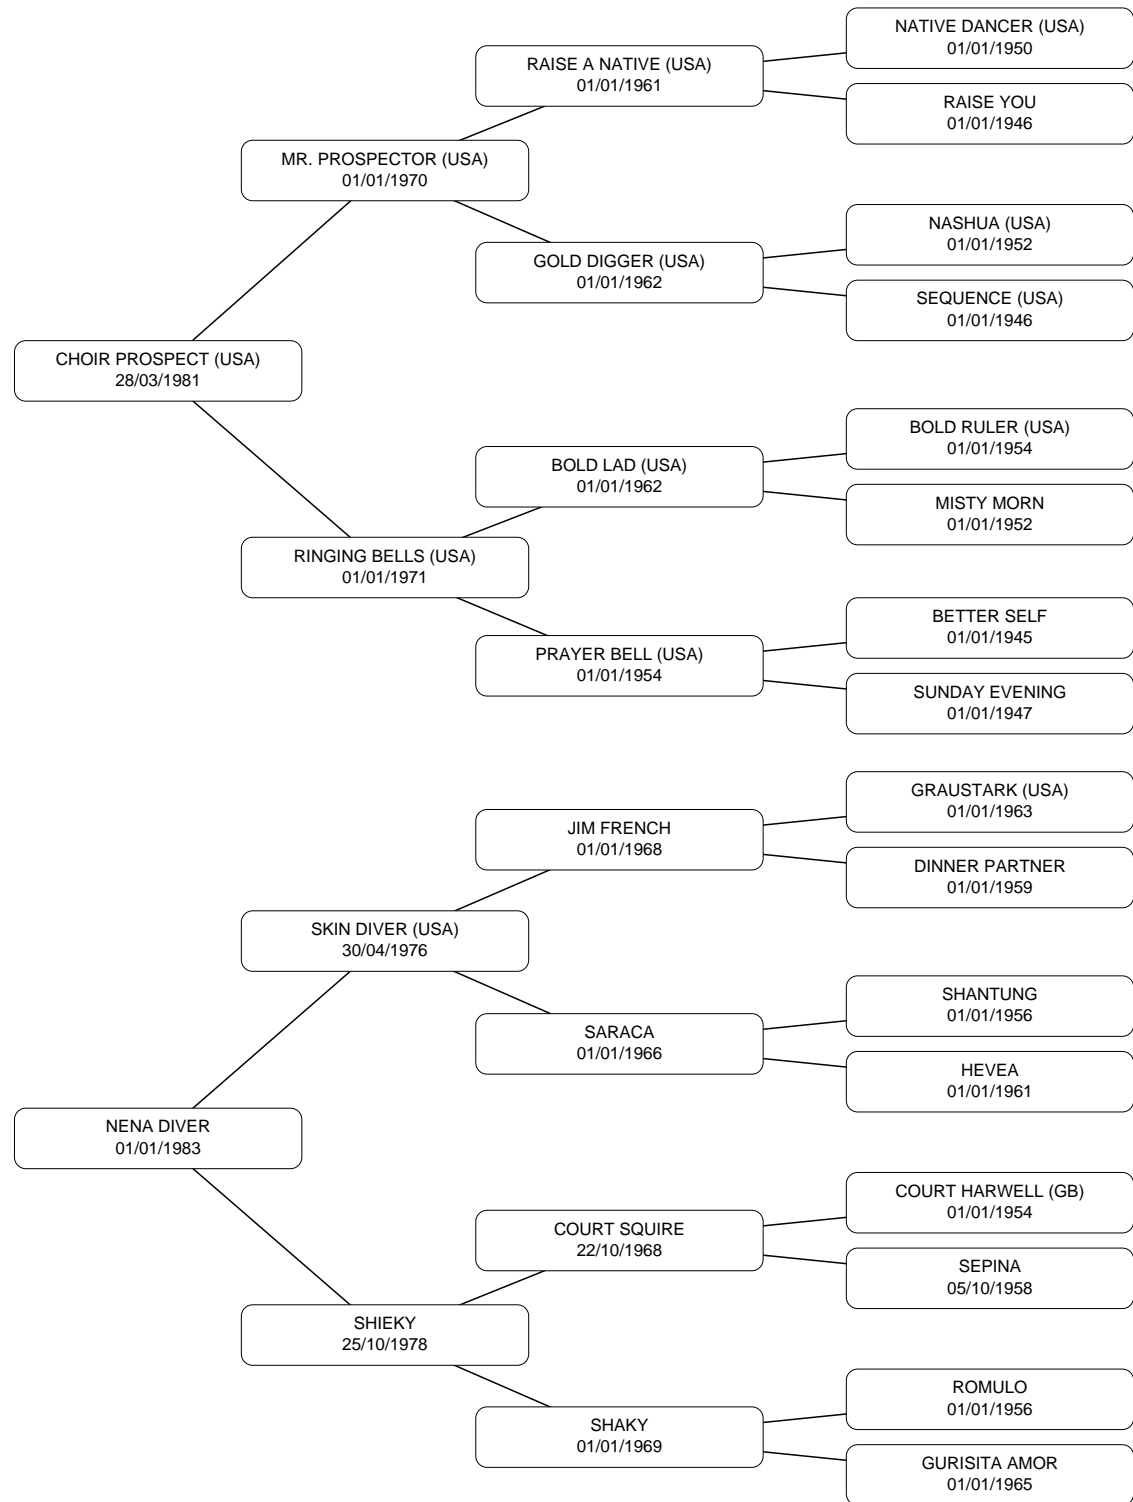 NATIVE DANCER (USA)
01/01/1950
RAISE A NATIVE (USA)
01/01/1961
RAISE YOU
01/01/1946
MR. PROSPECTOR (USA)
01/01/1970
NASHUA (USA)
01/01/1952
GOLD DIGGER (USA)
01/01/1962
SEQUENCE (USA)
01/01/1946
CHOIR PROSPECT (USA)
28/03/1981
BOLD RULER (USA)
01/01/1954
BOLD LAD (USA)
01/01/1962
MISTY MORN
01/01/1952
RINGING BELLS (USA)
01/01/1971
BETTER SELF
01/01/1945
PRAYER BELL (USA)
01/01/1954
SUNDAY EVENING
01/01/1947
GRAUSTARK (USA)
01/01/1963
JIM FRENCH
01/01/1968
DINNER PARTNER
01/01/1959
SKIN DIVER (USA)
30/04/1976
SHANTUNG
01/01/1956
SARACA
01/01/1966
HEVEA
01/01/1961
NENA DIVER
01/01/1983
COURT HARWELL (GB)
01/01/1954
COURT SQUIRE
22/10/1968
SEPINA
05/10/1958
SHIEKY
25/10/1978
ROMULO
01/01/1956
SHAKY
01/01/1969
GURISITA AMOR
01/01/1965